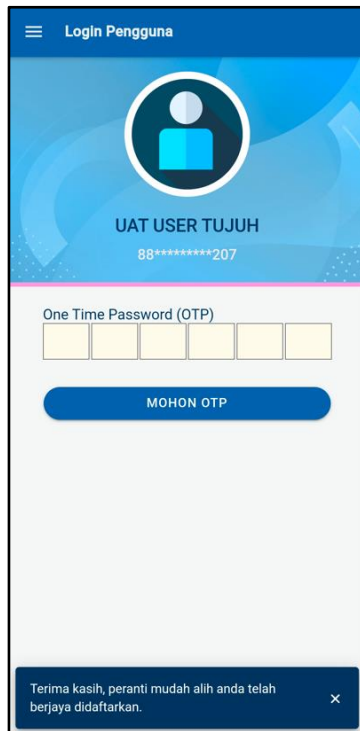 Login Pengguna
UAT USER TUJUH
88*********207
One Time Password (OTP)
MOHON OTP
Terima kasih, peranti mudah alih anda telah
berjaya didaftarkan.